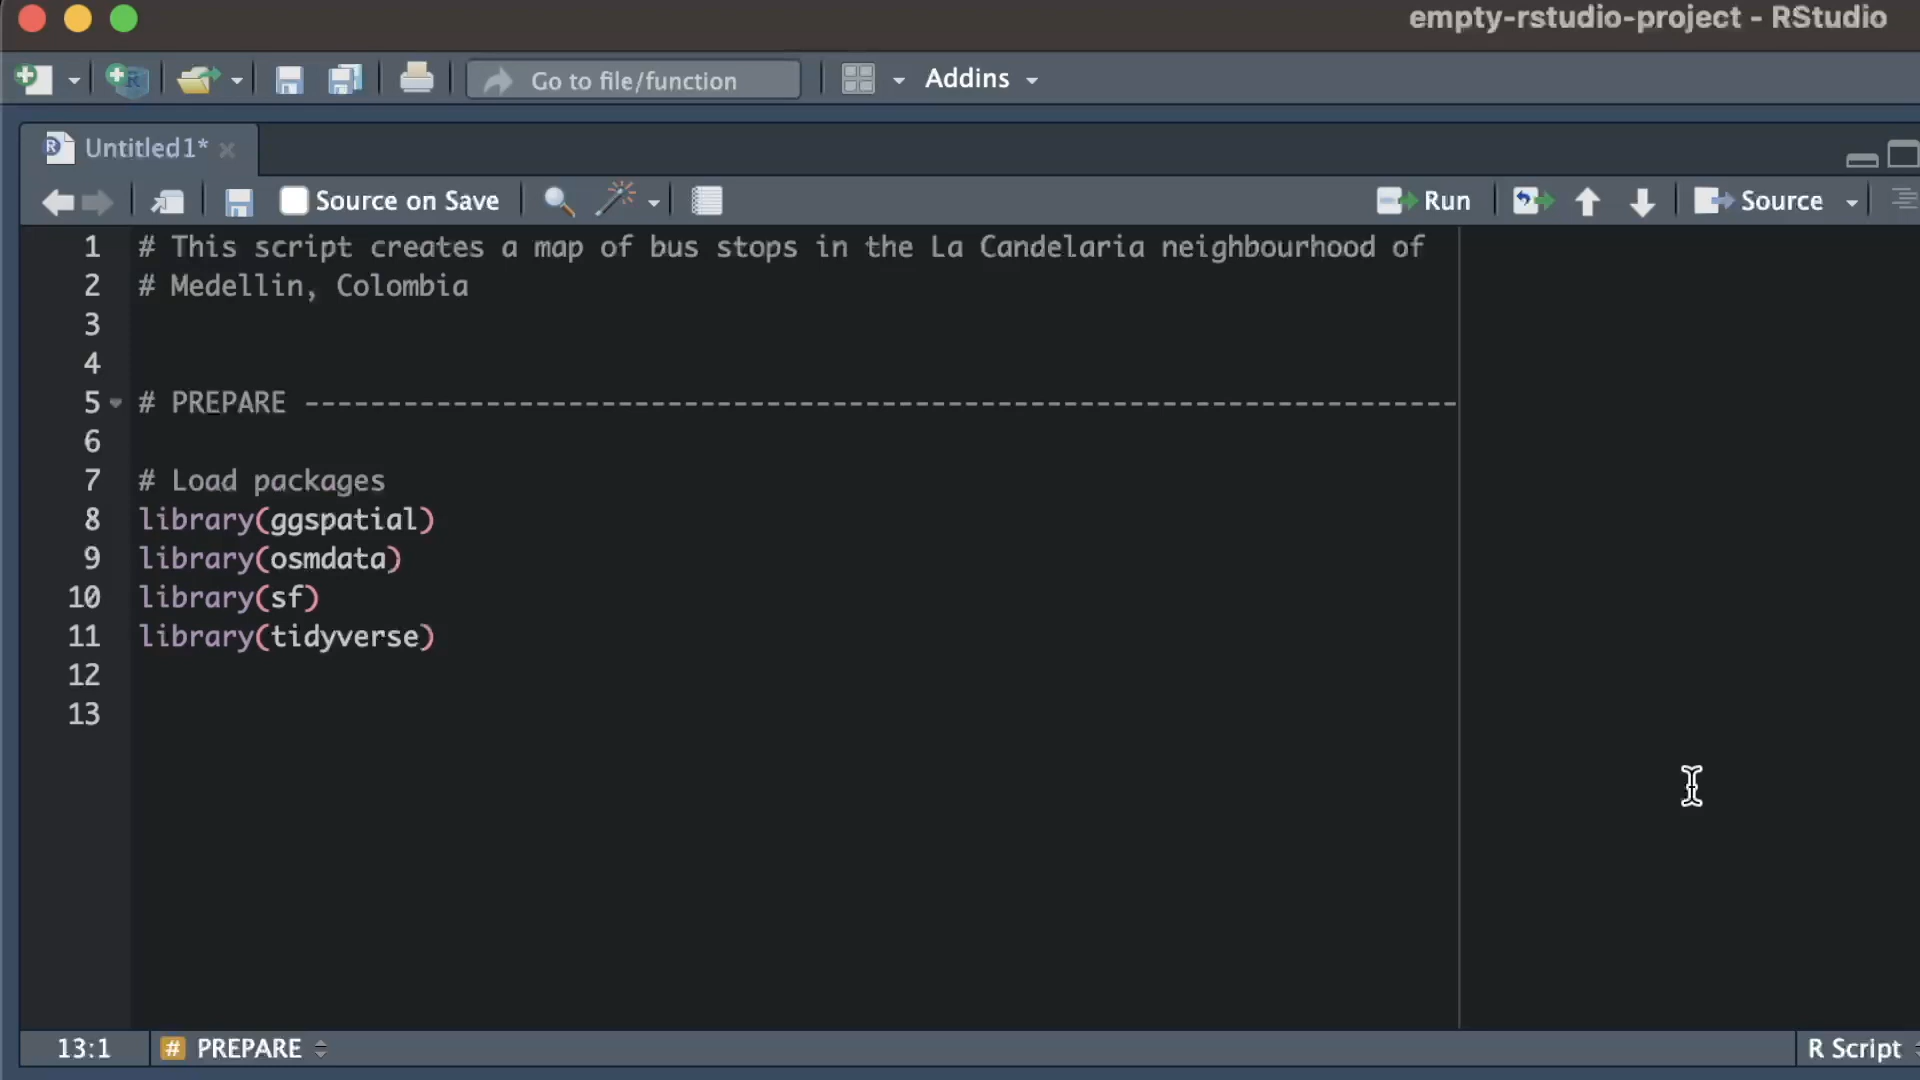 empty-rstudio-project - RStudio
Go to file/function
Addins
Untitled1*
Source on Save
Run
Source
1 # This script creates a map of bus stops in the La Candelaria neighbourhood of
2 # Medellin, Colombia
3
4
5 # PREPARE ----------------------------------------------------------------------
6
7 # Load packages
8 library(ggspatial)
9 library(osmdata)
10 library(sf)
11 library(tidyverse)
12
13
13:1
# PREPARE
R Script